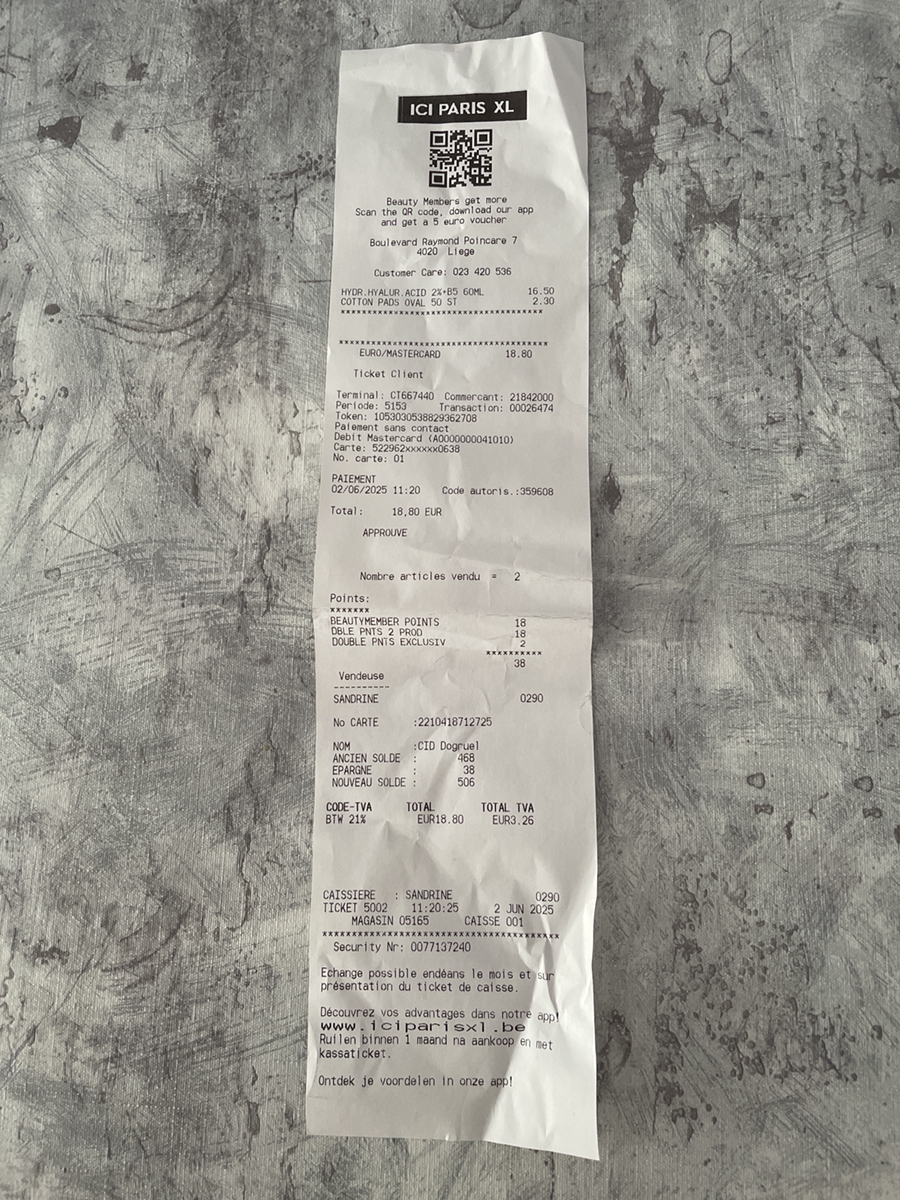 ICI PARIS XL
Beauty Members get more
Scan the QR code, download our app
and get a 5 euro voucher
Boulevard Raymond Poincare 7
4020 Liege
Customer Care: 023 420 536
HYDR.HYALUR.ACID 2%+B5 60ML 16.50
COTTON PADS OVAL 50 ST 2.30
***************************************
****************************************
EURO/MASTERCARD 18.80
Ticket Client
Terminal: CT667440 Commercant: 21842000
Periode: 5153 Transaction: 00026474
Token: 1053030538829362708
Paiement sans contact
Debit Mastercard (A0000000041010)
Carte: 522962xxxxxx0638
No. carte: 01
PAIEMENT
02/06/2025 11:20 Code autoris.:359608
Total: 18,80 EUR
APPROUVE
Nombre articles vendu = 2
Points:
*******
BEAUTYMEMBER POINTS 18
DBLE PNTS 2 PROD 18
DOUBLE PNTS EXCLUSIV 2
**********
38
Vendeuse
----------
SANDRINE 0290
No CARTE :2210418712725
NOM :CID Dogruel
ANCIEN SOLDE : 468
EPARGNE : 38
NOUVEAU SOLDE : 506
CODE-TVA TOTAL TOTAL TVA
BTW 21% EUR18.80 EUR3.26
CAISSIERE : SANDRINE 0290
TICKET 5002 11:20:25 2 JUN 2025
MAGASIN 05165 CAISSE 001
******************************************
Security Nr: 0077137240
Echange possible endéans le mois et sur
présentation du ticket de caisse.
Découvrez vos advantages dans notre app!
www.iciparisxl.be
Ruilen binnen 1 maand na aankoop en met
kassaticket.
Ontdek je voordelen in onze app!